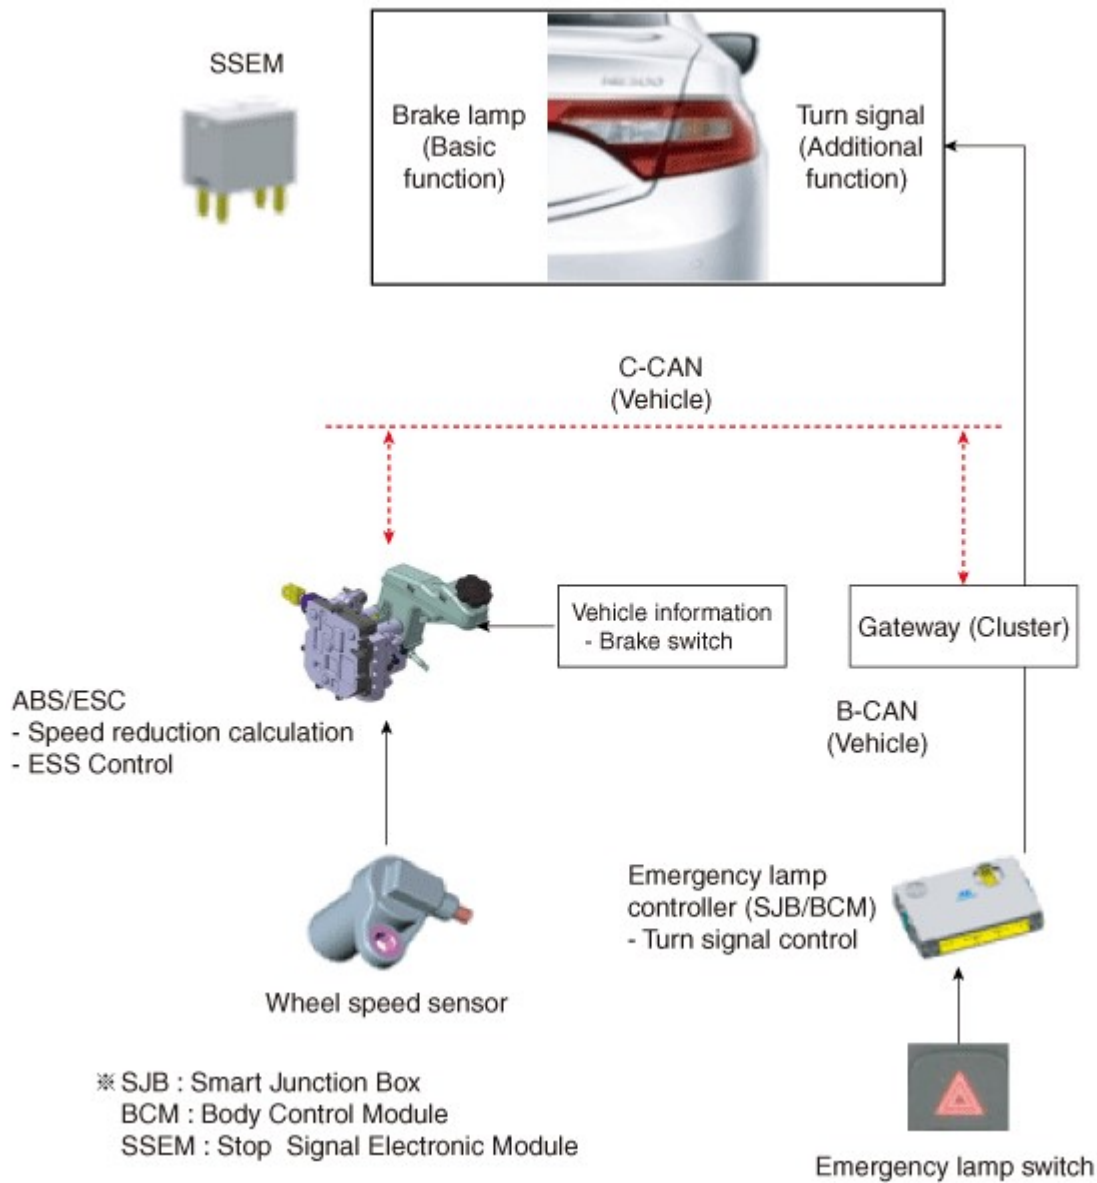 SSEM
Brake lamp
(Basic
function)
Turn signal
(Additional
function)
C-CAN
(Vehicle)
Vehicle information
- Brake switch
Gateway (Cluster)
ABS/ESC
- Speed reduction calculation
- ESS Control
B-CAN
(Vehicle)
Emergency lamp
controller (SJB/BCM)
- Turn signal control
Wheel speed sensor
※ SJB : Smart Junction Box
BCM : Body Control Module
SSEM : Stop Signal Electronic Module
Emergency lamp switch